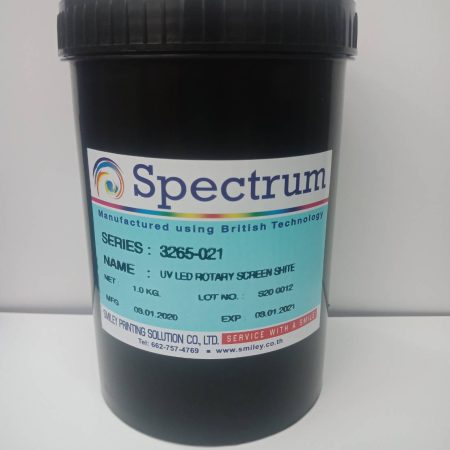 Spectrum
Manufactured using British Technology
SERIES : 3265-021
NAME : UV LED ROTARY SCREEN SHITE
NET 1.0 KG. LOT NO. : S20 0012
MFG 09.01.2020 EXP 09.01.2021
SMILEY PRINTING SOLUTION CO., LTD. SERVICE WITH A SMILE
Tel: 662-757-4769 ■ www.smiley.co.th